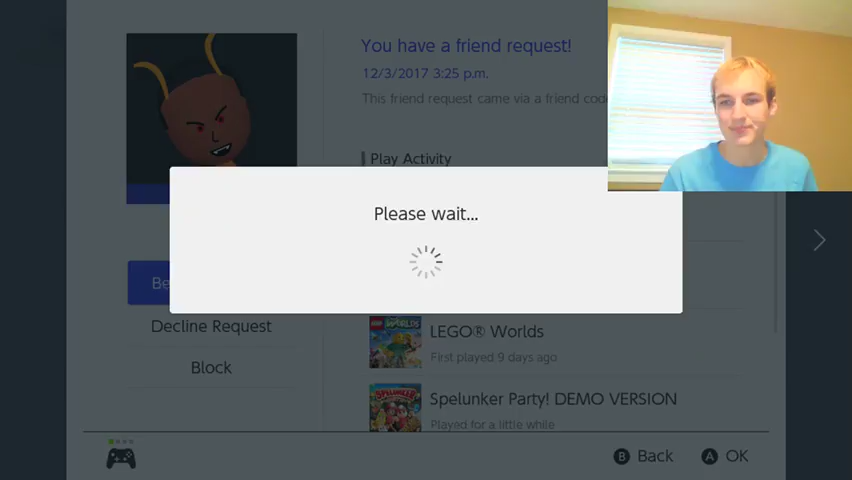 You have a friend request!
12/3/2017 3:25 p.m.
This friend request came via a friend
Play Activity
Please wait...
Decline Request
LEGO® Worlds
First played 9 days ago
Block
Spelunker Party! DEMO VERSION
Played for a little while
B Back
A OK